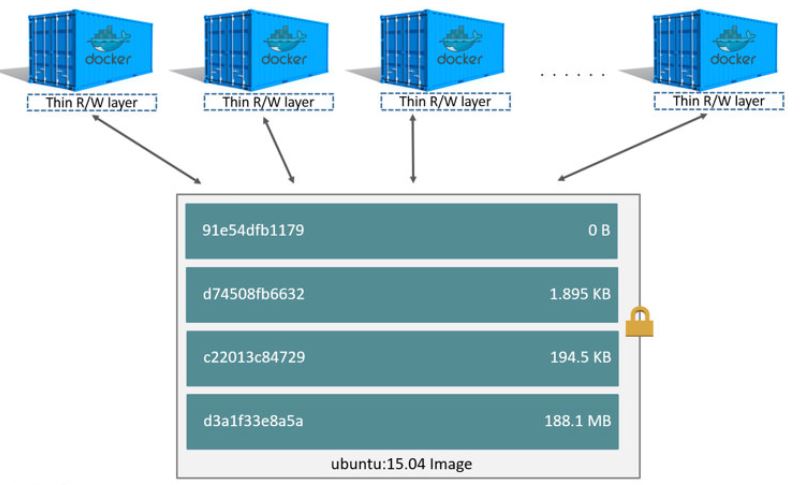 docker docker docker docker
. . . . . .
Thin R/W layer Thin R/W layer Thin R/W layer Thin R/W layer
91e54dfb1179 0 B
d74508fb6632 1.895 KB
c22013c84729 194.5 KB
d3a1f33e8a5a 188.1 MB
ubuntu:15.04 Image